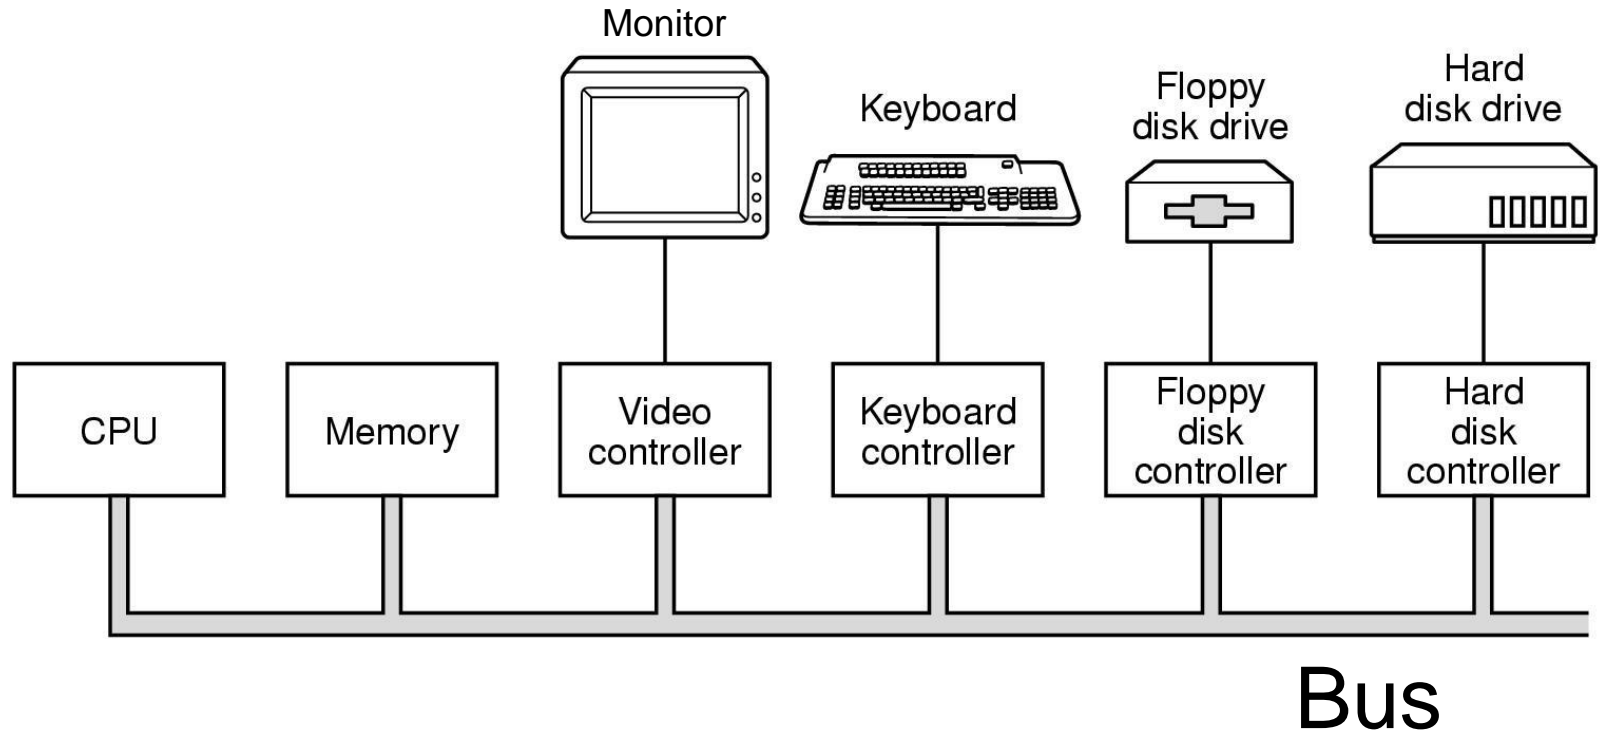 Monitor
Keyboard
Floppy
disk drive
Hard
disk drive
CPU
Memory
Video
controller
Keyboard
controller
Floppy
disk
controller
Hard
disk
controller
Bus